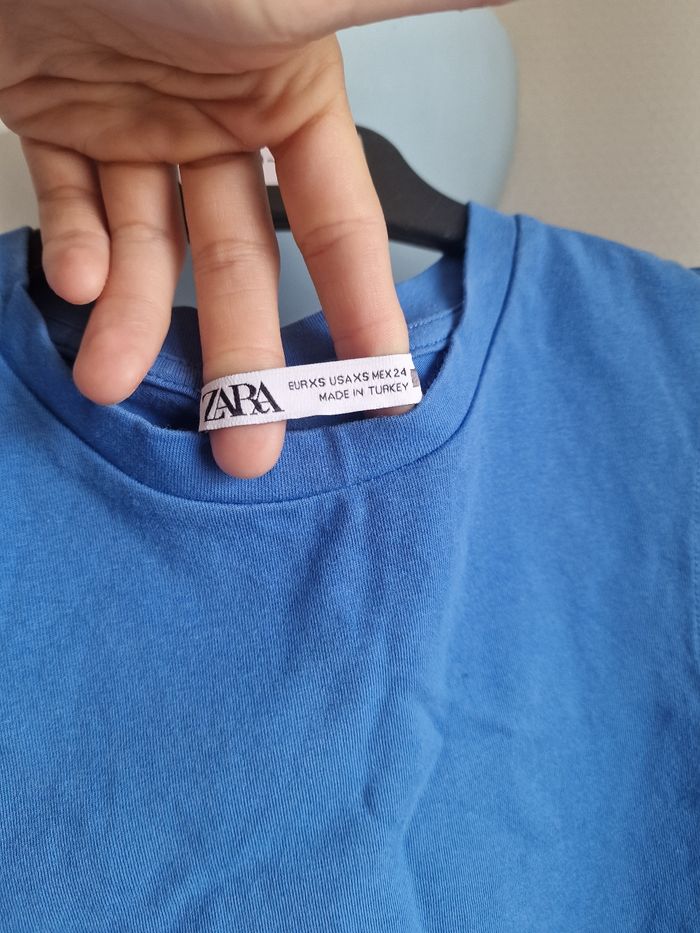 ZARA
EUR XS USA XS MEX 24
MADE IN TURKEY